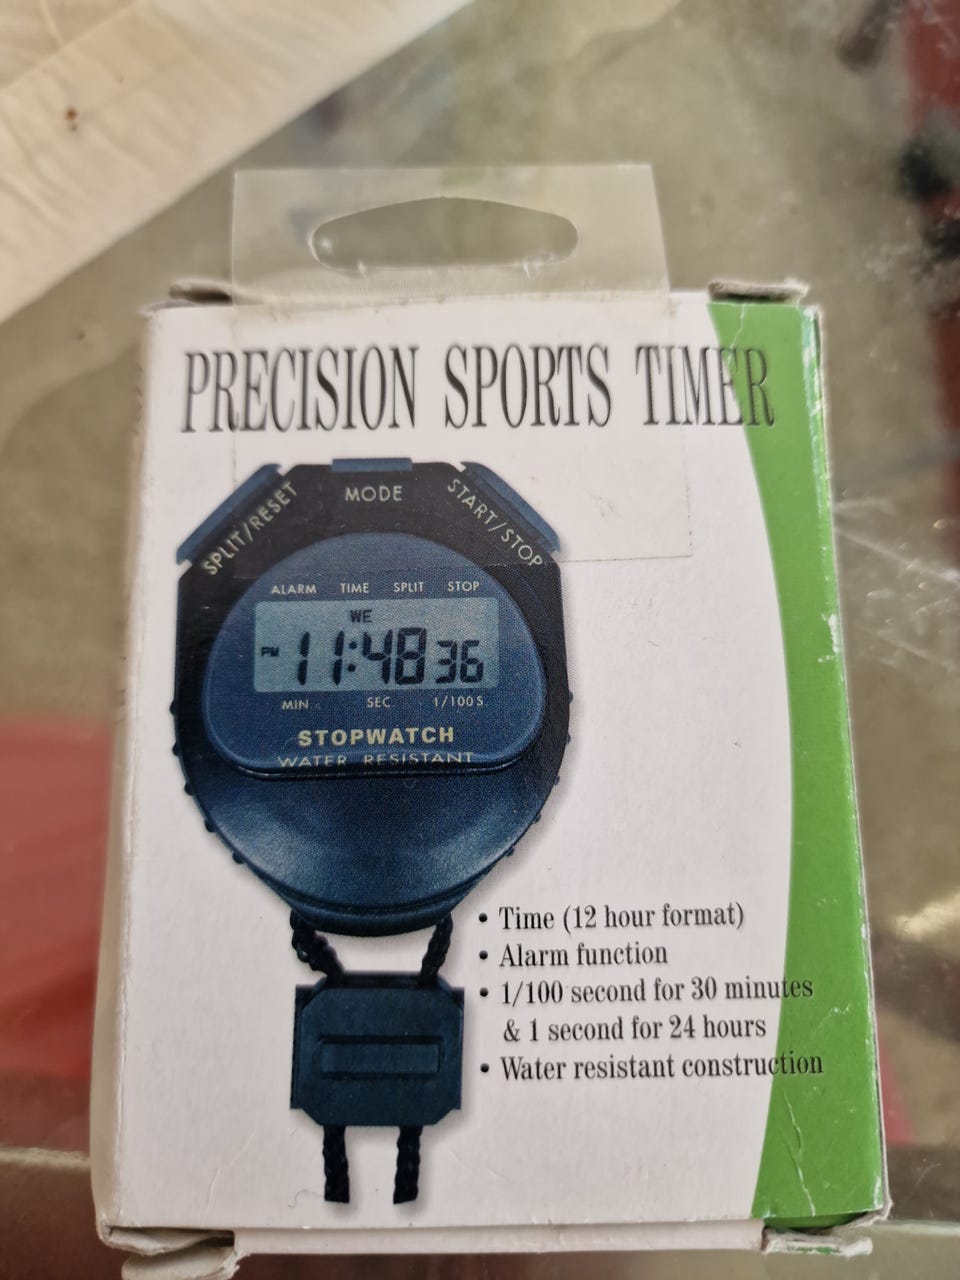 PRECISION SPORTS TIMER
SPLIT/RESET
MODE
START/STOP
ALARM TIME SPLIT STOP
WE
PM 11:48 36
MIN. SEC. 1/100 S.
STOPWATCH
WATER RESISTANT
• Time (12 hour format)
• Alarm function
• 1/100 second for 30 minutes
& 1 second for 24 hours
• Water resistant construction